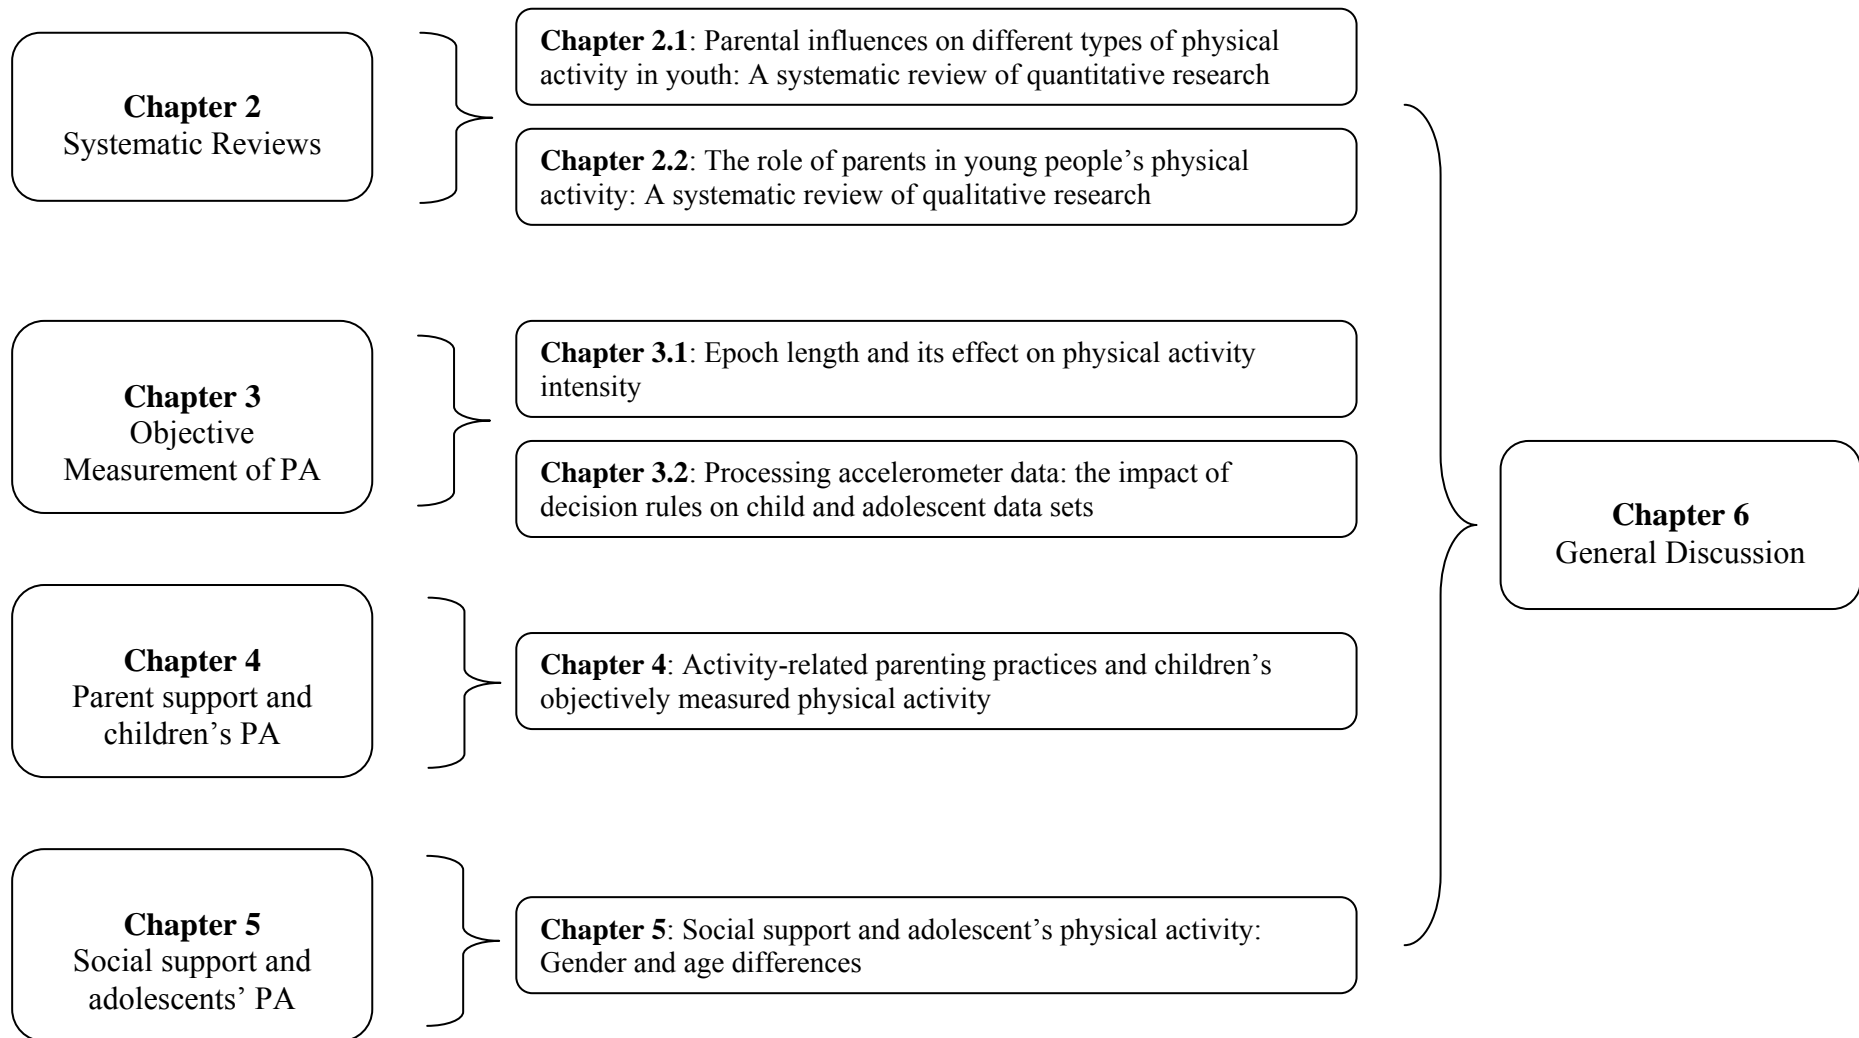 Chapter 2
Systematic Reviews
Chapter 2.1: Parental influences on different types of physical
activity in youth: A systematic review of quantitative research
Chapter 2.2: The role of parents in young people’s physical
activity: A systematic review of qualitative research
Chapter 3
Objective
Measurement of PA
Chapter 3.1: Epoch length and its effect on physical activity
intensity
Chapter 3.2: Processing accelerometer data: the impact of
decision rules on child and adolescent data sets
Chapter 4
Parent support and
children’s PA
Chapter 4: Activity-related parenting practices and children’s
objectively measured physical activity
Chapter 5
Social support and
adolescents’ PA
Chapter 5: Social support and adolescent’s physical activity:
Gender and age differences
Chapter 6
General Discussion